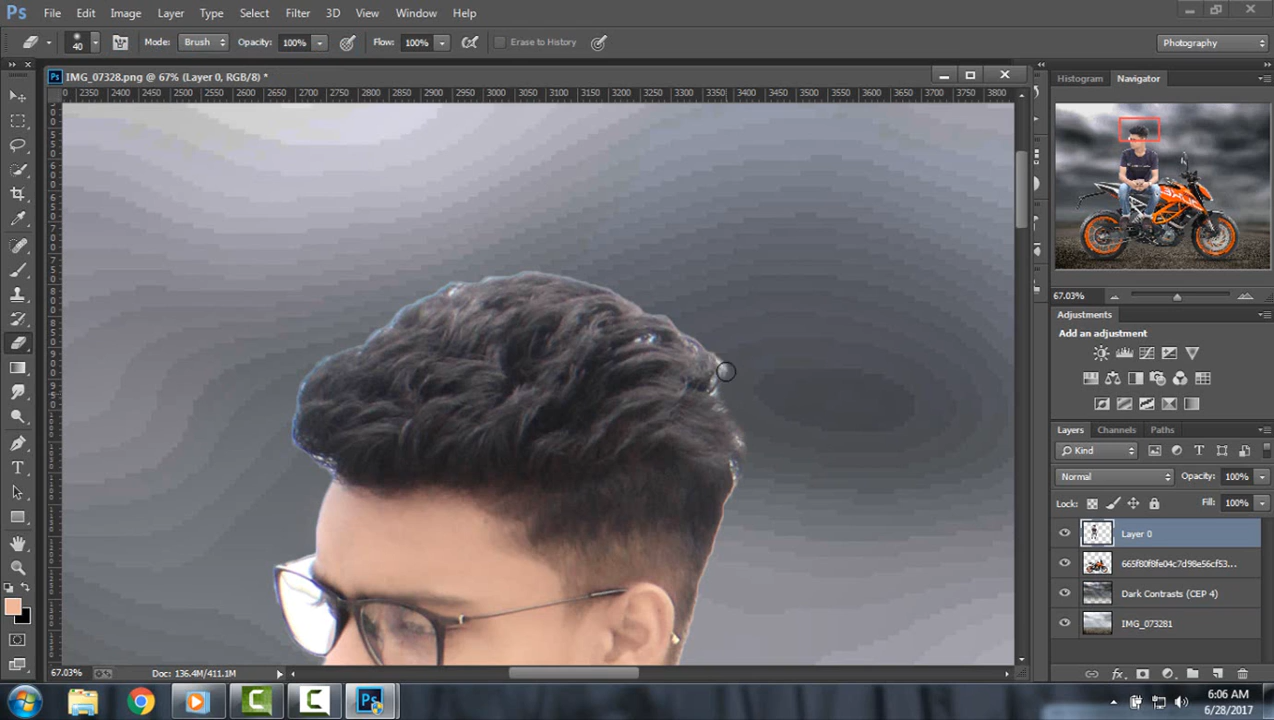 Ps File Edit Image Layer Type Select Filter 3D View Window Help
40 Mode: Brush Opacity: 100% Flow: 100% Erase to History Photography
IMG_07328.png @ 67% (Layer 0, RGB/8) *
2350 2400 2450 2500 2550 2600 2650 2700 2750 2800 2850 2900 2950 3000 3050 3100 3150 3200 3250 3300 3350 3400 3450 3500 3550 3600 3650 3700 3750 3800
Histogram Navigator
67.03%
Adjustments
Add an adjustment
Layers Channels Paths
Kind
Normal Opacity: 100%
Lock: Fill: 100%
Layer 0
665f80f8fe04c7d98e56cf53...
Dark Contrasts (CEP 4)
IMG_073281
67.03% Doc: 136.4M/411.1M
fx
6:06 AM
6/28/2017